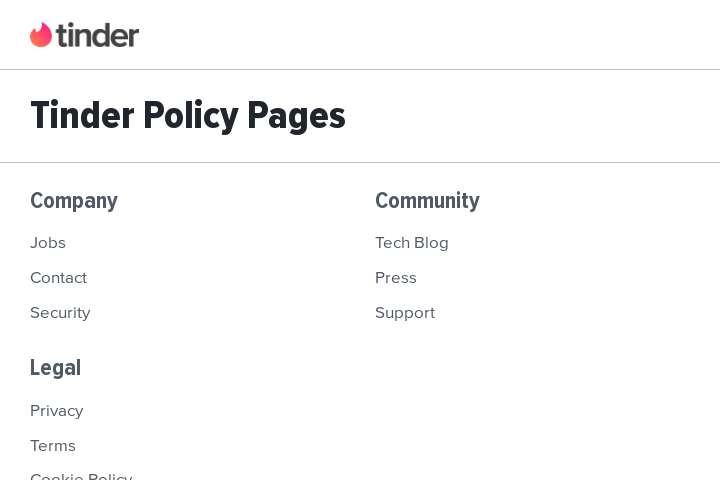 tinder
Tinder Policy Pages
Company
Jobs
Contact
Security
Community
Tech Blog
Press
Support
Legal
Privacy
Terms
Cookie Policy